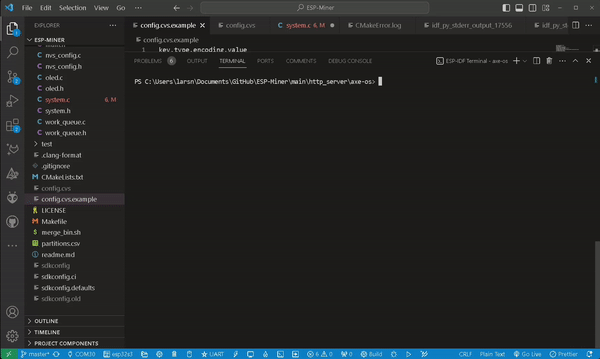 File Edit Selection View Go ... ESP-Miner
EXPLORER ...
config.cvs.example config.cvs system.c 6, M CMakeError.log idf_py_stderr_output_17556
ESP-MINER
config.cvs.example
1 key,type,encoding,value
nvs_config.c
nvs_config.h
oled.c
oled.h
system.c 6, M
system.h
work_queue.c
work_queue.h
test
.clang-format
.gitignore
CMakeLists.txt
config.cvs
config.cvs.example
LICENSE
Makefile
merge_bin.sh
partitions.csv
readme.md
sdkconfig
sdkconfig.ci
sdkconfig.defaults
sdkconfig.old
OUTLINE
TIMELINE
PROJECT COMPONENTS
PROBLEMS 6 OUTPUT TERMINAL PORTS COMMENTS DEBUG CONSOLE ESP-IDF Terminal - axe-os
PS C:\Users\larsn\Documents\GitHub\ESP-Miner\main\http_server\axe-os>
master* COM30 esp32s3 UART 6 0 Build CRLF Plain Text Go Live Prettier